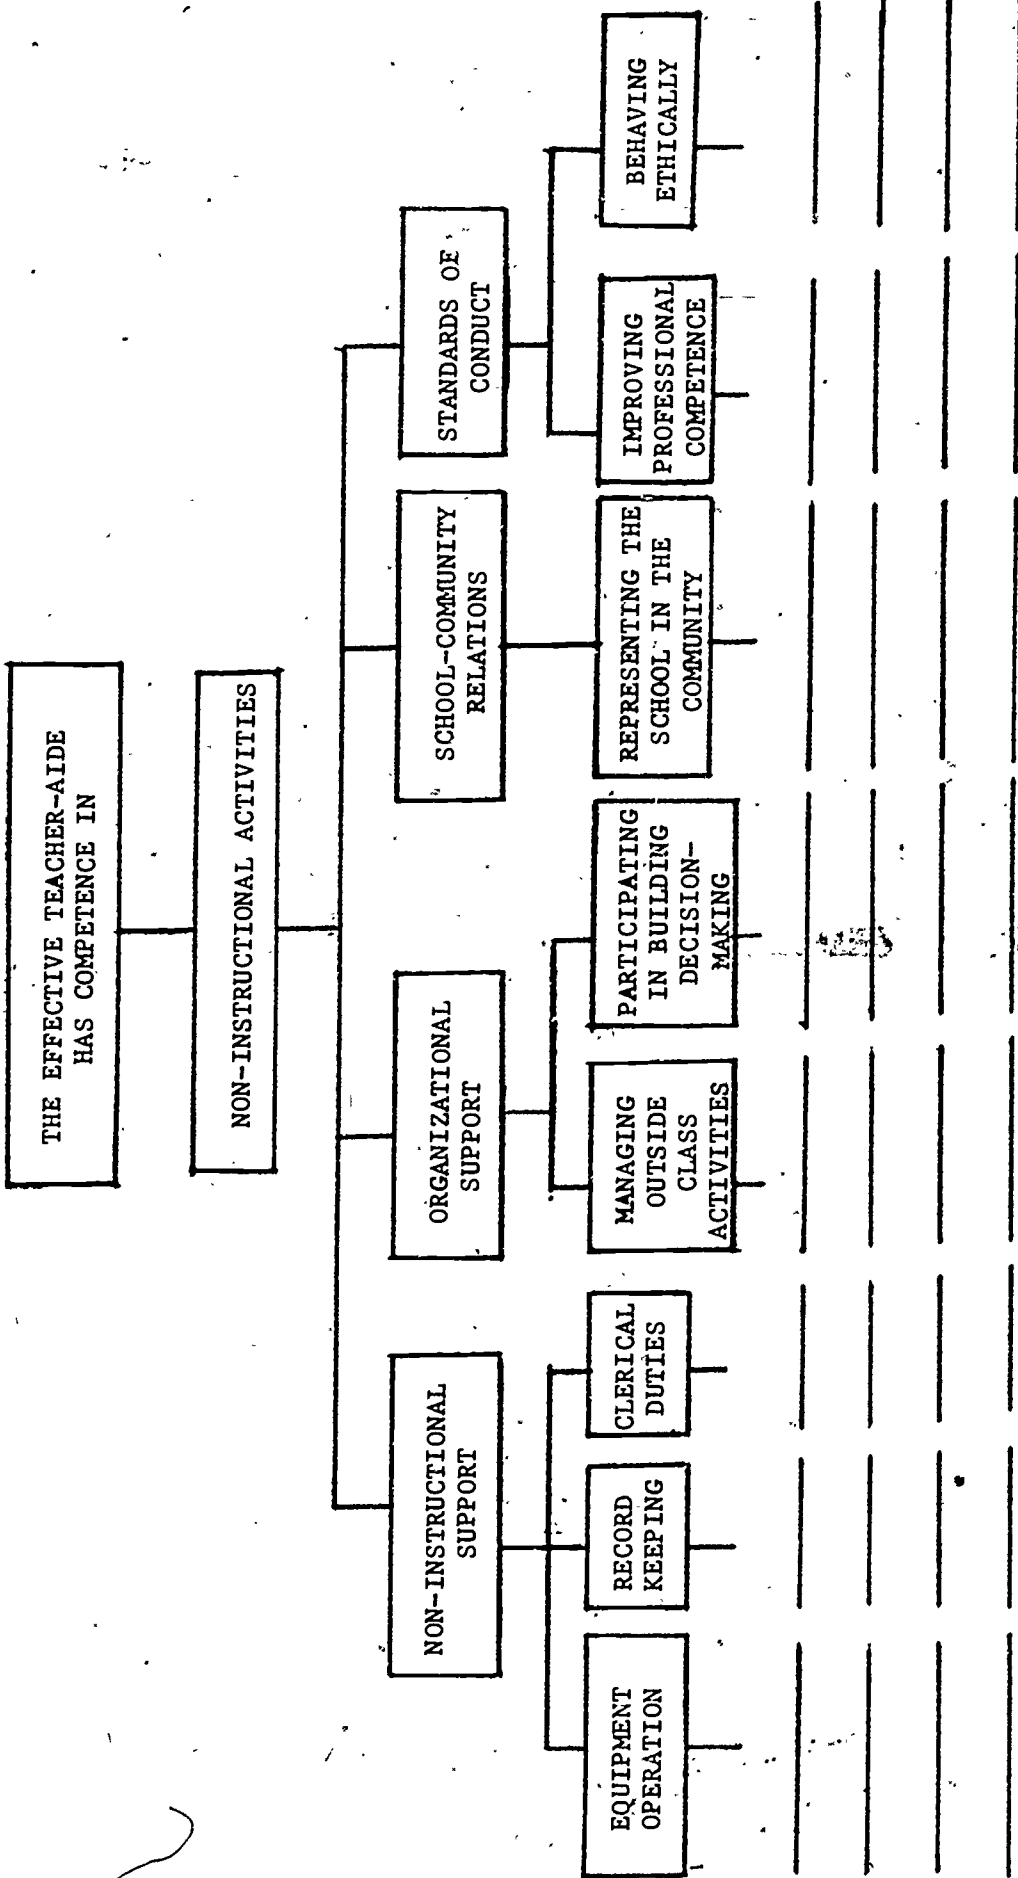 THE EFFECTIVE TEACHER-AIDE
HAS COMPETENCE IN
NON-INSTRUCTIONAL ACTIVITIES
NON-INSTRUCTIONAL
SUPPORT
ORGANIZATIONAL
SUPPORT
SCHOOL-COMMUNITY
RELATIONS
STANDARDS OF
CONDUCT
EQUIPMENT
OPERATION
RECORD
KEEPING
CLERICAL
DUTIES
MANAGING
OUTSIDE
CLASS
ACTIVITIES
PARTICIPATING
IN BUILDING
DECISION-
MAKING
REPRESENTING THE
SCHOOL IN THE
COMMUNITY
IMPROVING
PROFESSIONAL
COMPETENCE
BEHAVING
ETHICALLY